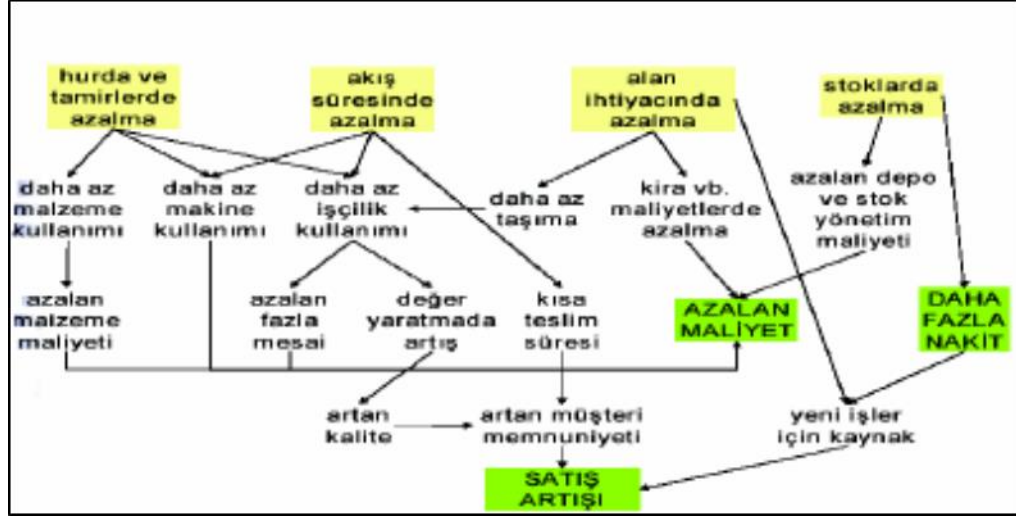 hurda ve
tamirlerde
azalma
akış
süresinde
azalma
alan
ihtiyacında
azalma
stoklarda
azalma
daha az
malzeme
kullanımı
daha az
makine
kullanımı
daha az
işçilik
kullanımı
daha az
taşıma
kira vb.
maliyetlerde
azalma
azalan depo
ve stok
yönetim
maliyeti
azalan
malzeme
maliyeti
azalan
fazla
mesai
değer
yaratmada
artış
kısa
teslim
süresi
AZALAN
MALİYET
DAHA
FAZLA
NAKİT
artan
kalite
artan müşteri
memnuniyeti
yeni işler
için kaynak
SATIŞ
ARTIŞI